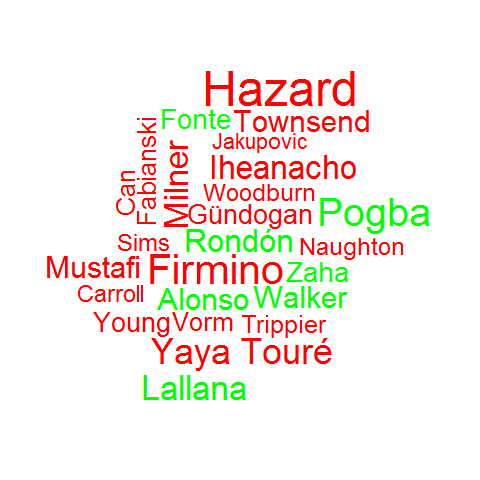 Hazard
Fonte Townsend
Jakupovic
Fabianski
Can
Milner
Iheanacho
Woodburn
Gündogan Pogba
Sims Rondón Naughton
Mustafi Firmino Zaha
Carroll Alonso Walker
Young Vorm Trippier
Yaya Touré
Lallana